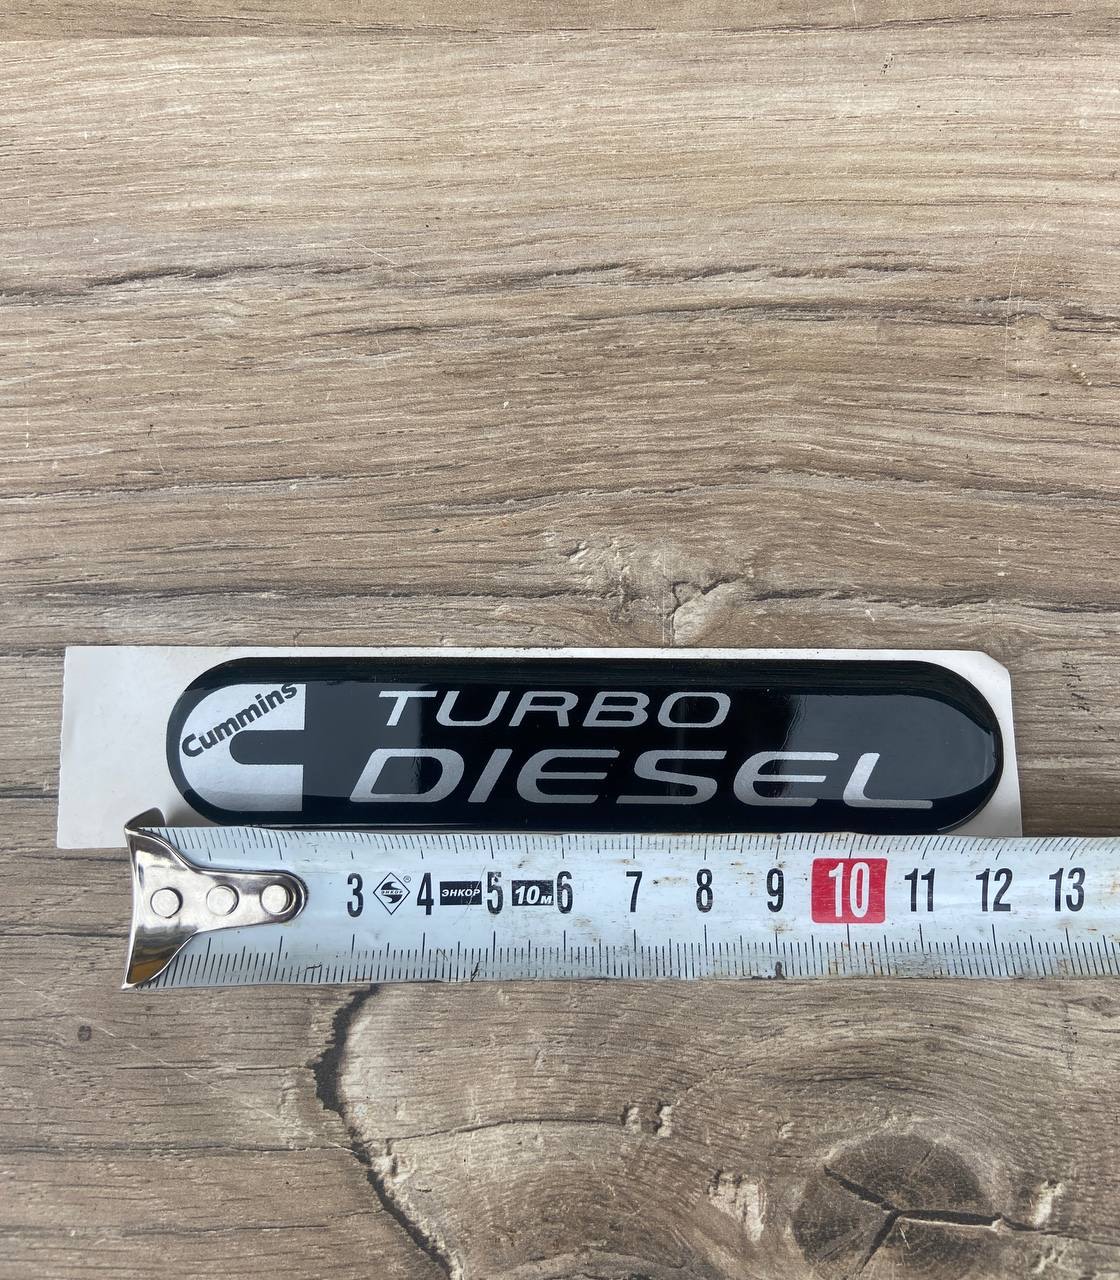 Cummins
TURBO
DIESEL
3 ЭНКОР ® 4 ЭНКОР 5 10м 6 7 8 9 10 11 12 13